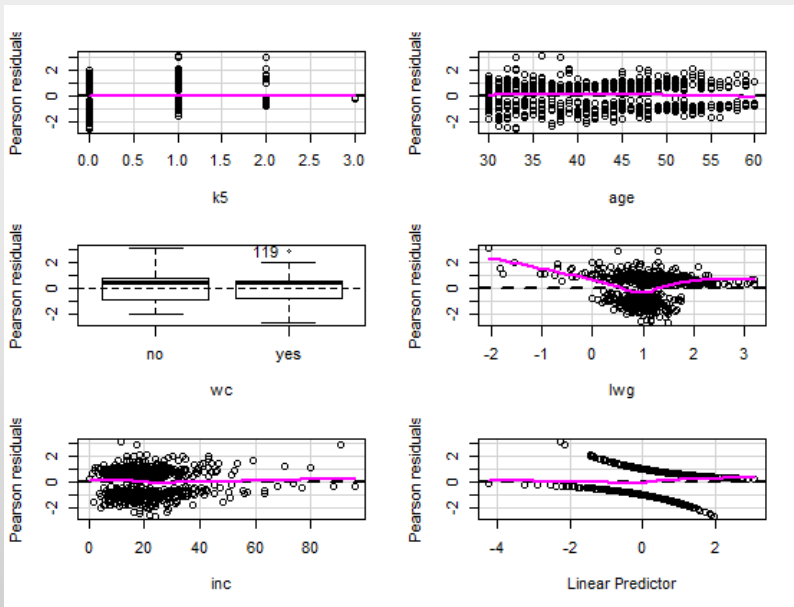 Pearson residuals
2
0
-2
0.0 0.5 1.0 1.5 2.0 2.5 3.0
k5
Pearson residuals
2
0
-2
30 35 40 45 50 55 60
age
Pearson residuals
2
0
-2
119
no yes
wc
Pearson residuals
2
0
-2
-2 -1 0 1 2 3
lwg
Pearson residuals
2
0
-2
0 20 40 60 80
inc
Pearson residuals
2
0
-2
-4 -2 0 2
Linear Predictor